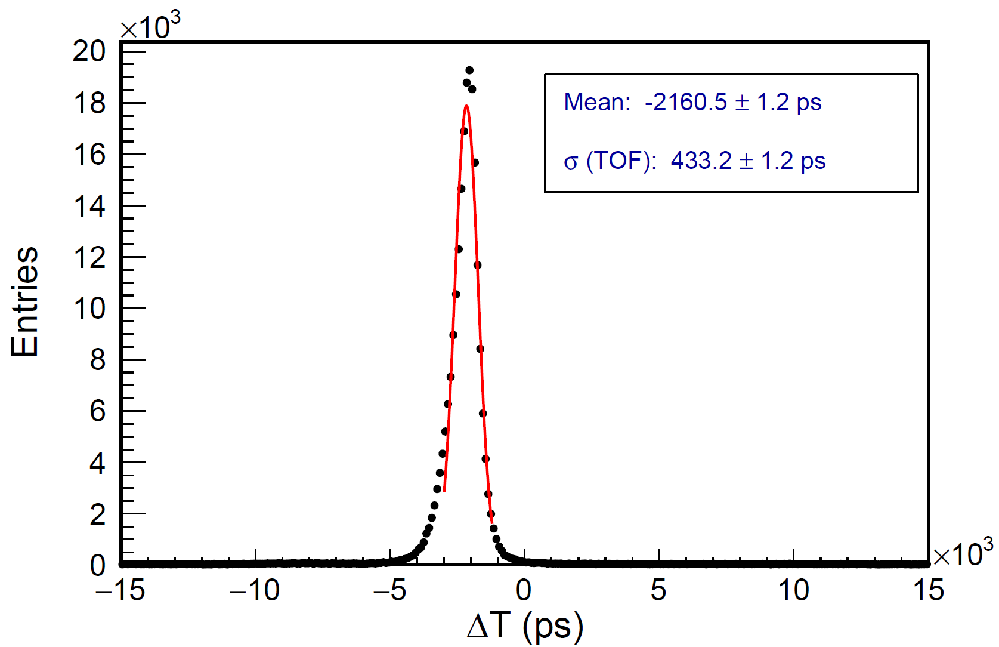 ×10³
20
18
16
14
12
10
8
6
4
2
0
Entries
Mean: -2160.5 ± 1.2 ps
σ (TOF): 433.2 ± 1.2 ps
−15 −10 −5 0 5 10 15
×10³
ΔT (ps)